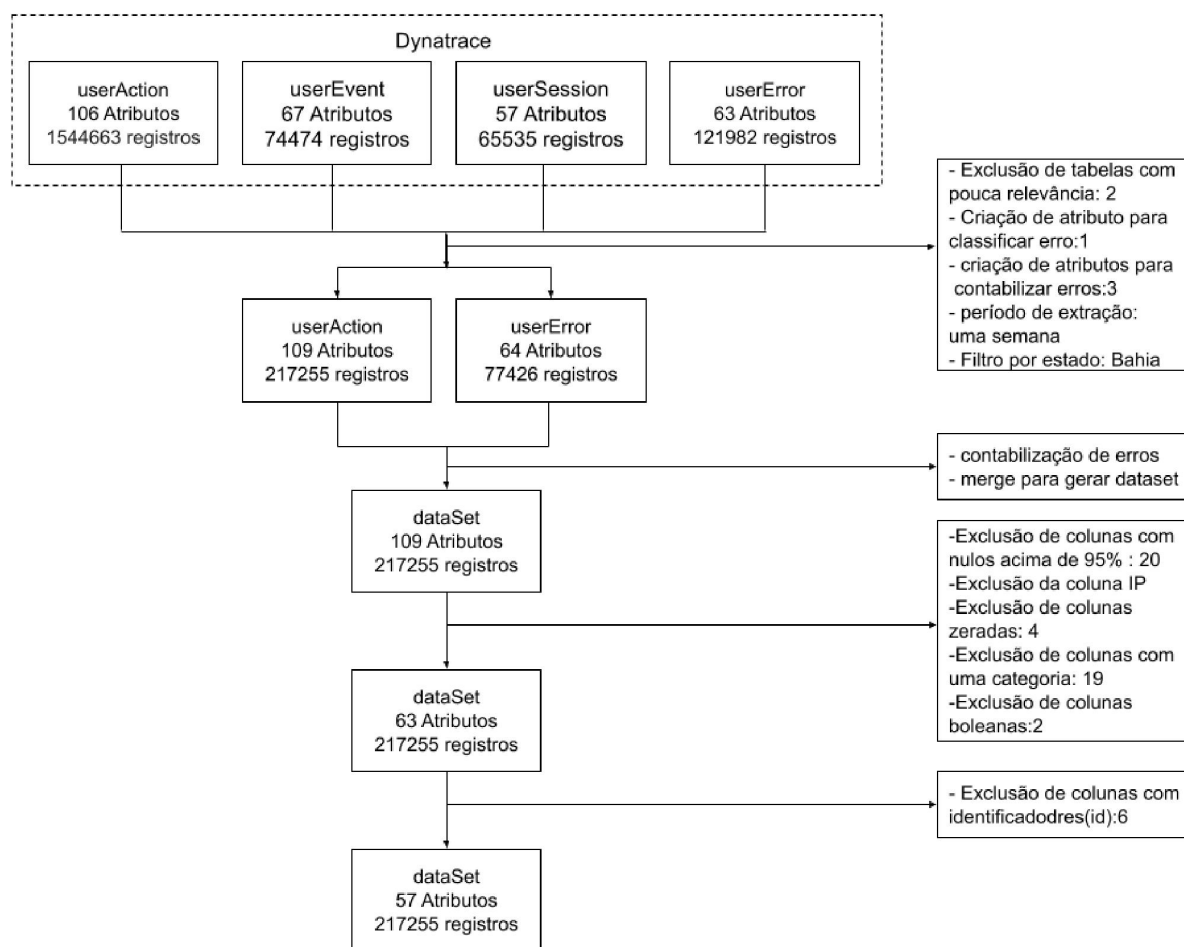 Dynatrace
userAction
106 Atributos
1544663 registros
userEvent
67 Atributos
74474 registros
userSession
57 Atributos
65535 registros
userError
63 Atributos
121982 registros
- Exclusão de tabelas com
pouca relevância: 2
- Criação de atributo para
classificar erro:1
- criação de atributos para
contabilizar erros:3
- período de extração:
uma semana
- Filtro por estado: Bahia
userAction
109 Atributos
217255 registros
userError
64 Atributos
77426 registros
- contabilização de erros
- merge para gerar dataset
dataSet
109 Atributos
217255 registros
-Exclusão de colunas com
nulos acima de 95% : 20
-Exclusão da coluna IP
-Exclusão de colunas
zeradas: 4
-Exclusão de colunas com
uma categoria: 19
-Exclusão de colunas
boleanas:2
dataSet
63 Atributos
217255 registros
- Exclusão de colunas com
identificadodres(id):6
dataSet
57 Atributos
217255 registros